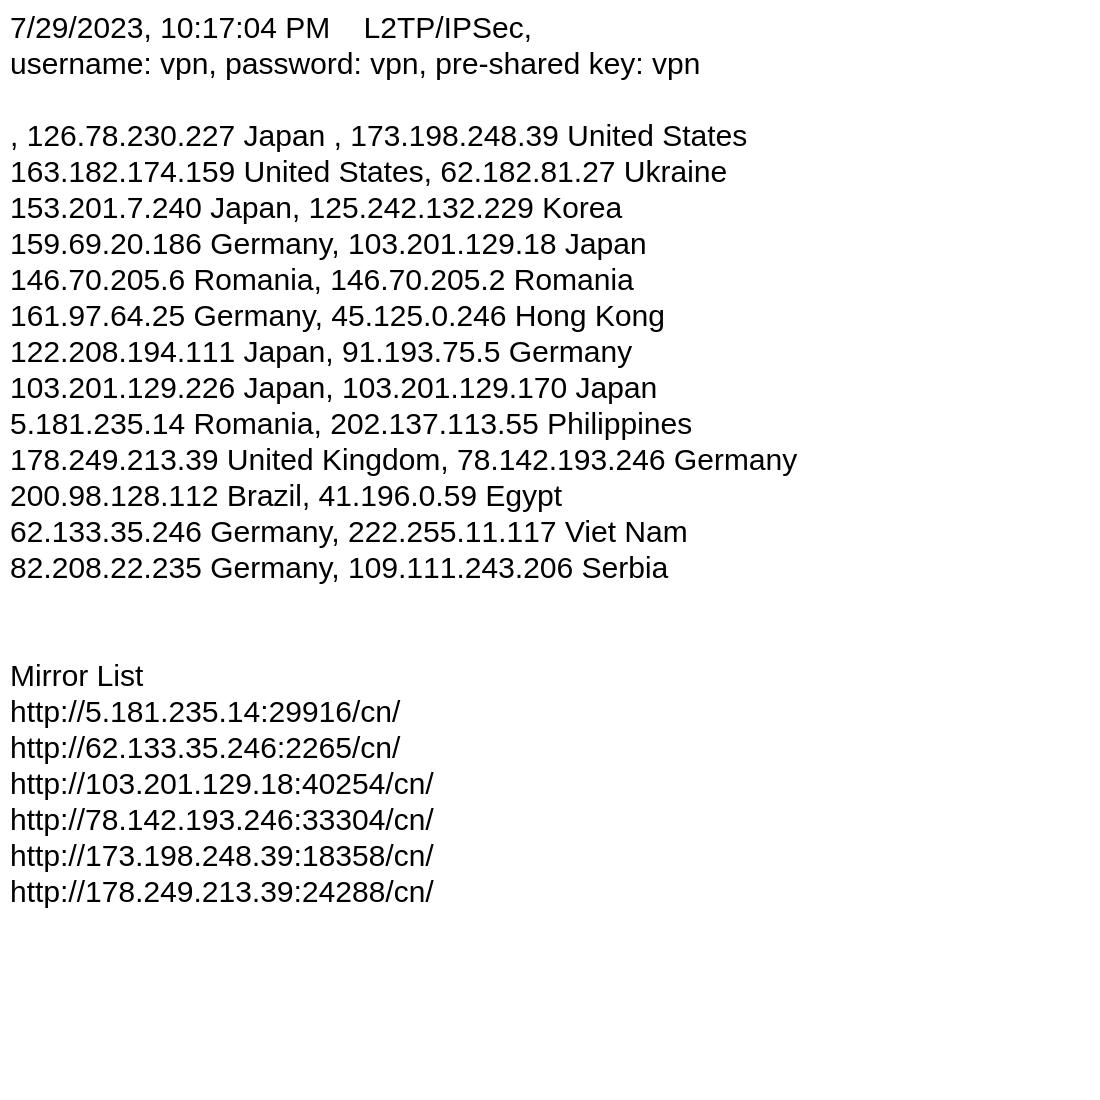 7/29/2023, 10:17:04 PM    L2TP/IPSec,
username: vpn, password: vpn, pre-shared key: vpn
, 126.78.230.227 Japan , 173.198.248.39 United States
163.182.174.159 United States, 62.182.81.27 Ukraine
153.201.7.240 Japan, 125.242.132.229 Korea
159.69.20.186 Germany, 103.201.129.18 Japan
146.70.205.6 Romania, 146.70.205.2 Romania
161.97.64.25 Germany, 45.125.0.246 Hong Kong
122.208.194.111 Japan, 91.193.75.5 Germany
103.201.129.226 Japan, 103.201.129.170 Japan
5.181.235.14 Romania, 202.137.113.55 Philippines
178.249.213.39 United Kingdom, 78.142.193.246 Germany
200.98.128.112 Brazil, 41.196.0.59 Egypt
62.133.35.246 Germany, 222.255.11.117 Viet Nam
82.208.22.235 Germany, 109.111.243.206 Serbia
Mirror List
http://5.181.235.14:29916/cn/
http://62.133.35.246:2265/cn/
http://103.201.129.18:40254/cn/
http://78.142.193.246:33304/cn/
http://173.198.248.39:18358/cn/
http://178.249.213.39:24288/cn/